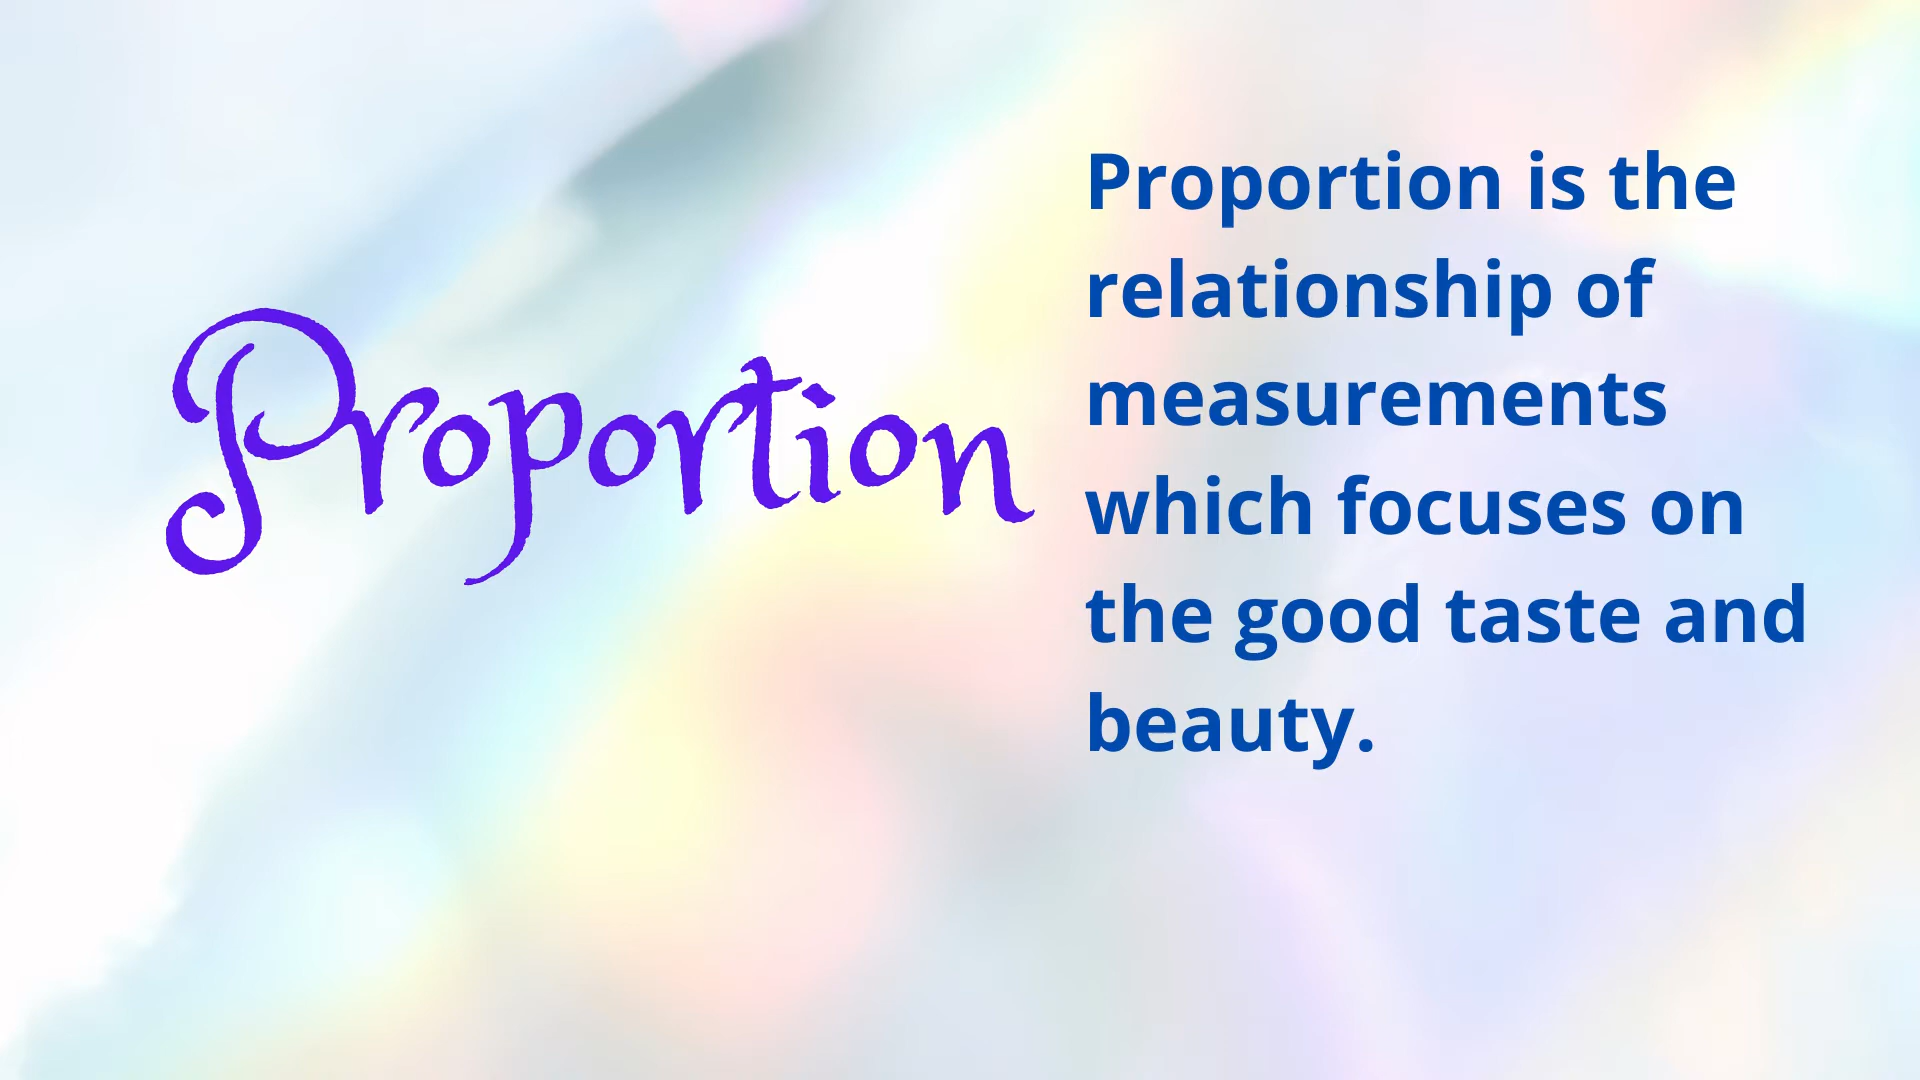 Proportion
Proportion is the
relationship of
measurements
which focuses on
the good taste and
beauty.